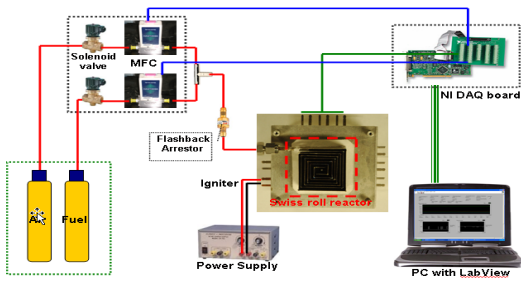 Solenoid
valve
MFC
NI DAQ board
Flashback
Arrestor
Fuel
Igniter
Swiss roll reactor
Power Supply
PC with LabView